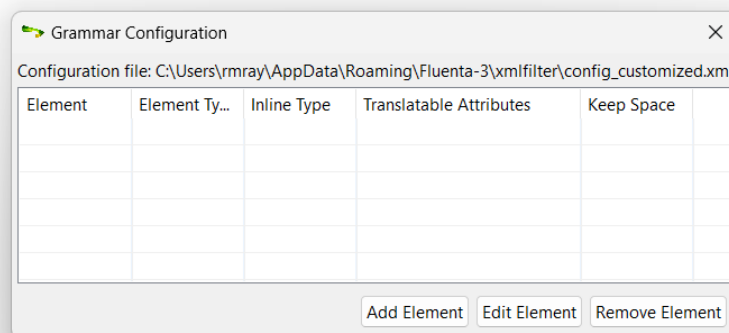 Grammar Configuration
Configuration file: C:\Users\rmray\AppData\Roaming\Fluenta-3\xmlfilter\config_customized.xm
Element Element Ty... Inline Type Translatable Attributes Keep Space
Add Element Edit Element Remove Element